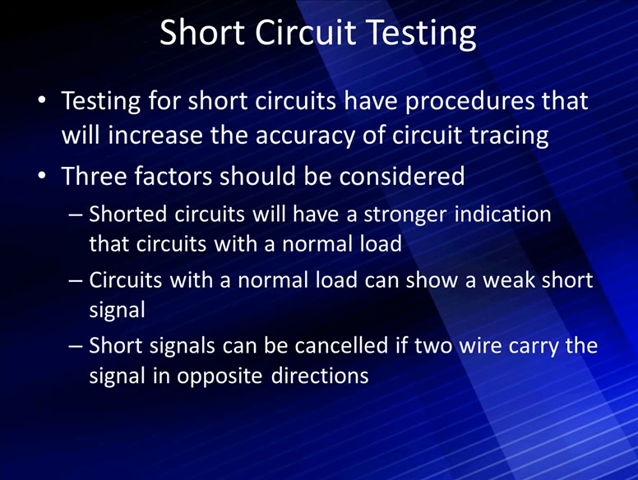 Short Circuit Testing
• Testing for short circuits have procedures that
will increase the accuracy of circuit tracing
• Three factors should be considered
– Shorted circuits will have a stronger indication
that circuits with a normal load
– Circuits with a normal load can show a weak short
signal
– Short signals can be cancelled if two wire carry the
signal in opposite directions